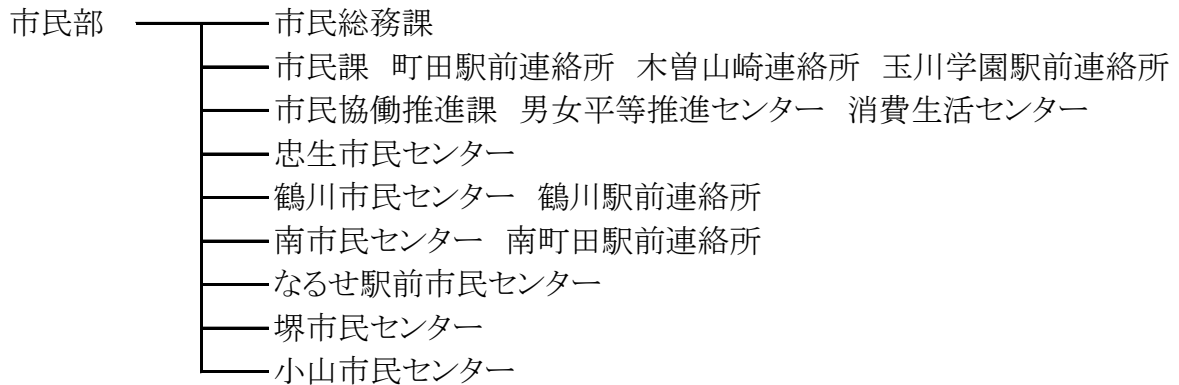 市民部 市民総務課
市民課 町田駅前連絡所 木曽山崎連絡所 玉川学園駅前連絡所
市民協働推進課 男女平等推進センター 消費生活センター
忠生市民センター
鶴川市民センター 鶴川駅前連絡所
南市民センター 南町田駅前連絡所
なるせ駅前市民センター
堺市民センター
小山市民センター